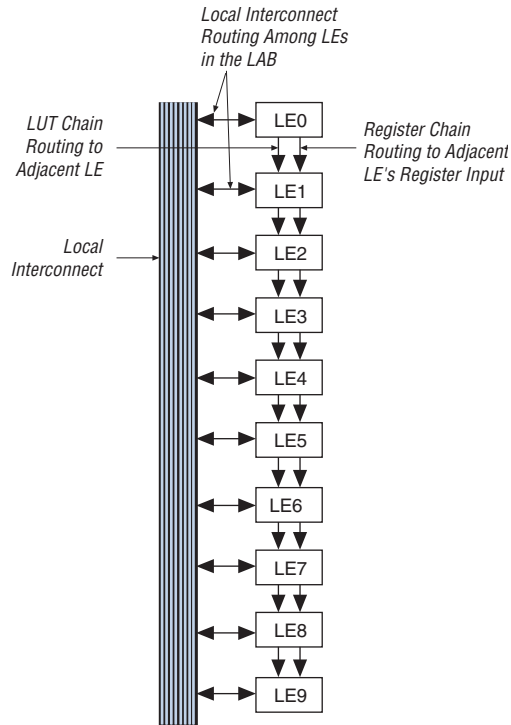 Local Interconnect
Routing Among LEs
in the LAB
LUT Chain
Routing to
Adjacent LE
Register Chain
Routing to Adjacent
LE's Register Input
Local
Interconnect
LE0
LE1
LE2
LE3
LE4
LE5
LE6
LE7
LE8
LE9